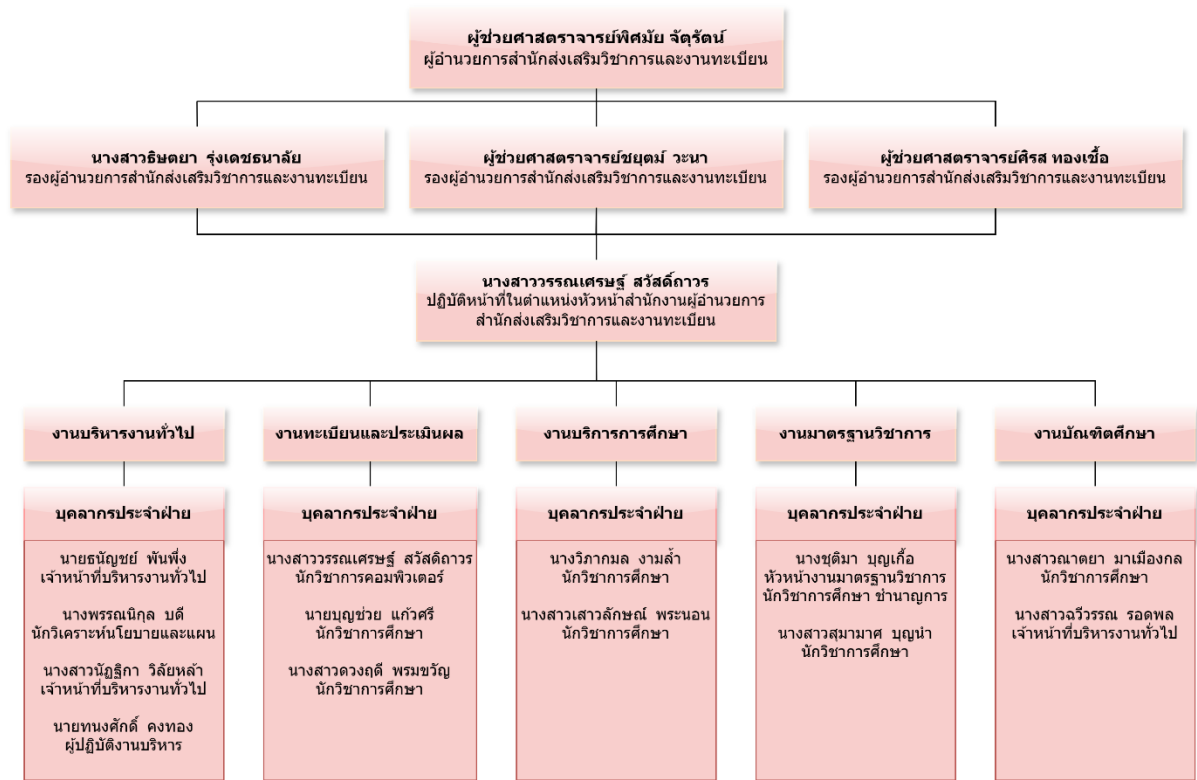 ผู้ช่วยศาสตราจารย์พิศมัย จัตุรัตน์
ผู้อำนวยการสำนักส่งเสริมวิชาการและงานทะเบียน
นางสาวธิษตยา รุ่งเดชธนาลัย
รองผู้อำนวยการสำนักส่งเสริมวิชาการและงานทะเบียน
ผู้ช่วยศาสตราจารย์ชยุตม์ วะนา
รองผู้อำนวยการสำนักส่งเสริมวิชาการและงานทะเบียน
ผู้ช่วยศาสตราจารย์ศิรส ทองเชื้อ
รองผู้อำนวยการสำนักส่งเสริมวิชาการและงานทะเบียน
นางสาววรรณเศรษฐ์ สวัสดิ์ถาวร
ปฏิบัติหน้าที่ในตำแหน่งหัวหน้าสำนักงานผู้อำนวยการ
สำนักส่งเสริมวิชาการและงานทะเบียน
งานบริหารงานทั่วไป
บุคลากรประจำฝ่าย
นายธนัญชย์ พันพึ่ง
เจ้าหน้าที่บริหารงานทั่วไป
นางพรรณนิกุล บดี
นักวิเคราะห์นโยบายและแผน
นางสาวนัฏฐิกา วิลัยหล้า
เจ้าหน้าที่บริหารงานทั่วไป
นายทนงศักดิ์ คงทอง
ผู้ปฏิบัติงานบริหาร
งานทะเบียนและประเมินผล
บุคลากรประจำฝ่าย
นางสาววรรณเศรษฐ์ สวัสดิถาวร
นักวิชาการคอมพิวเตอร์
นายบุญช่วย แก้วศรี
นักวิชาการศึกษา
นางสาวดวงฤดี พรมขวัญ
นักวิชาการศึกษา
งานบริการการศึกษา
บุคลากรประจำฝ่าย
นางวิภากมล งามล้ำ
นักวิชาการศึกษา
นางสาวเสาวลักษณ์ พระนอน
นักวิชาการศึกษา
งานมาตรฐานวิชาการ
บุคลากรประจำฝ่าย
นางชุติมา บุญเกื้อ
หัวหน้างานมาตรฐานวิชาการ
นักวิชาการศึกษา ชำนาญการ
นางสาวสุมามาศ บุญนำ
นักวิชาการศึกษา
งานบัณฑิตศึกษา
บุคลากรประจำฝ่าย
นางสาวณาตยา มาเมืองกล
นักวิชาการศึกษา
นางสาวฉวีวรรณ รอดพล
เจ้าหน้าที่บริหารงานทั่วไป